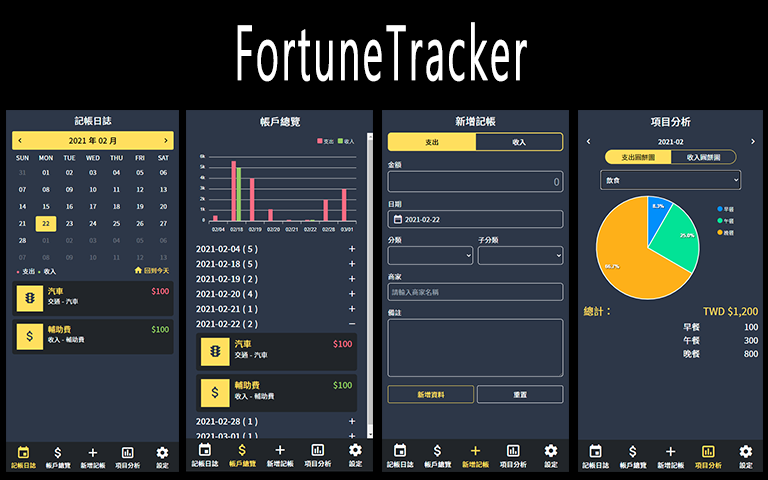 FortuneTracker
記帳日誌
2021 年 02 月
SUN MON TUE WED THU FRI SAT
31 01 02 03 04 05 06
07 08 09 10 11 12 13
14 15 16 17 18 19 20
21 22 23 24 25 26 27
28 01 02 03 04 05 06
07 08 09 10 11 12 13
支出 收入 回到今天
汽車 $100
交通 - 汽車
輔助費 $100
收入 - 輔助費
記帳日誌 帳戶總覽 新增記帳 項目分析 設定
帳戶總覽
支出 收入
6k
5k
4k
3k
2k
1k
0k
02/04 02/18 02/19 02/20 02/21 02/22 02/28 03/01
2021-02-04 ( 5 )
2021-02-18 ( 5 )
2021-02-19 ( 2 )
2021-02-20 ( 4 )
2021-02-21 ( 1 )
2021-02-22 ( 2 )
汽車 $100
交通 - 汽車
輔助費 $100
收入 - 輔助費
2021-02-28 ( 1 )
2021-03-01 ( 1 )
記帳日誌 帳戶總覽 新增記帳 項目分析 設定
新增記帳
支出 收入
金額
0
日期
2021-02-22
分類 子分類
商家
請輸入商家名稱
備註
新增資料 重置
記帳日誌 帳戶總覽 新增記帳 項目分析 設定
項目分析
2021-02
支出圓餅圖 收入圓餅圖
飲食
早餐
午餐
晚餐
8.3%
25.0%
66.7%
總計： TWD $1,200
早餐 100
午餐 300
晚餐 800
記帳日誌 帳戶總覽 新增記帳 項目分析 設定